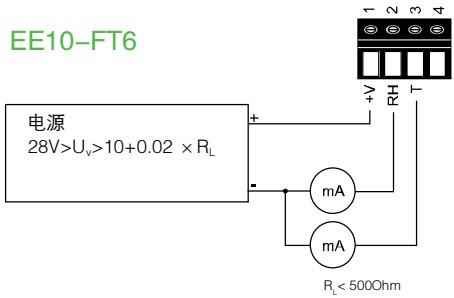 1 2 3 4
EE10-FT6
+V RH T
电源
28V>Uv>10+0.02 × RL
+
-
mA
mA
RL< 500Ohm